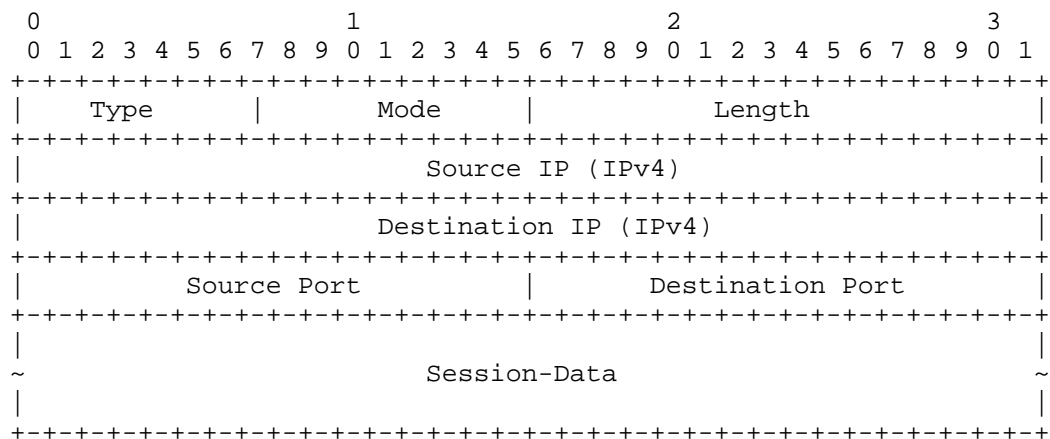 0                   1                   2                   3
 0 1 2 3 4 5 6 7 8 9 0 1 2 3 4 5 6 7 8 9 0 1 2 3 4 5 6 7 8 9 0 1
+-+-+-+-+-+-+-+-+-+-+-+-+-+-+-+-+-+-+-+-+-+-+-+-+-+-+-+-+-+-+-+-+
|    Type       |       Mode    |           Length              |
+-+-+-+-+-+-+-+-+-+-+-+-+-+-+-+-+-+-+-+-+-+-+-+-+-+-+-+-+-+-+-+-+
|                         Source IP (IPv4)                      |
+-+-+-+-+-+-+-+-+-+-+-+-+-+-+-+-+-+-+-+-+-+-+-+-+-+-+-+-+-+-+-+-+
|                      Destination IP (IPv4)                    |
+-+-+-+-+-+-+-+-+-+-+-+-+-+-+-+-+-+-+-+-+-+-+-+-+-+-+-+-+-+-+-+-+
|          Source Port          |       Destination Port        |
+-+-+-+-+-+-+-+-+-+-+-+-+-+-+-+-+-+-+-+-+-+-+-+-+-+-+-+-+-+-+-+-+
|                                                               |
~                         Session-Data                          ~
|                                                               |
+-+-+-+-+-+-+-+-+-+-+-+-+-+-+-+-+-+-+-+-+-+-+-+-+-+-+-+-+-+-+-+-+